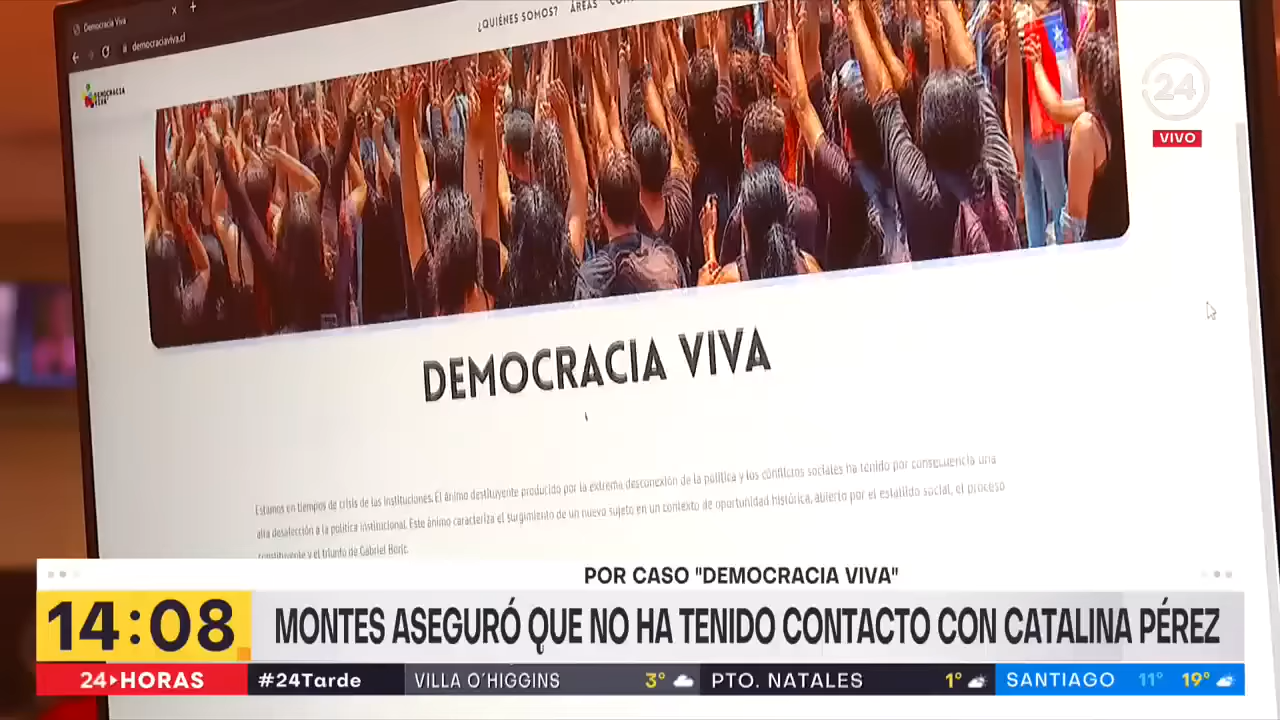 Democracia Viva
democraciaviva.cl
¿QUIÉNES SOMOS? ÁREAS
DEMOCRACIA
VIVA
24
VIVO
DEMOCRACIA VIVA
Estamos en tiempos de crisis de las instituciones. El ánimo destituyente producido por la extrema desconexión de la política y los conflictos sociales ha tenido por consecuencia una
alta desafección a la política institucional. Este ánimo caracteriza el surgimiento de un nuevo sujeto en un contexto de oportunidad histórica, abierto por el estallido social, el proceso
constituyente y el triunfo de Gabriel Boric.
POR CASO "DEMOCRACIA VIVA"
14:08
MONTES ASEGURÓ QUE NO HA TENIDO CONTACTO CON CATALINA PÉREZ
24 HORAS
#24Tarde
VILLA O´HIGGINS 3°
PTO. NATALES 1°
SANTIAGO 11° 19°